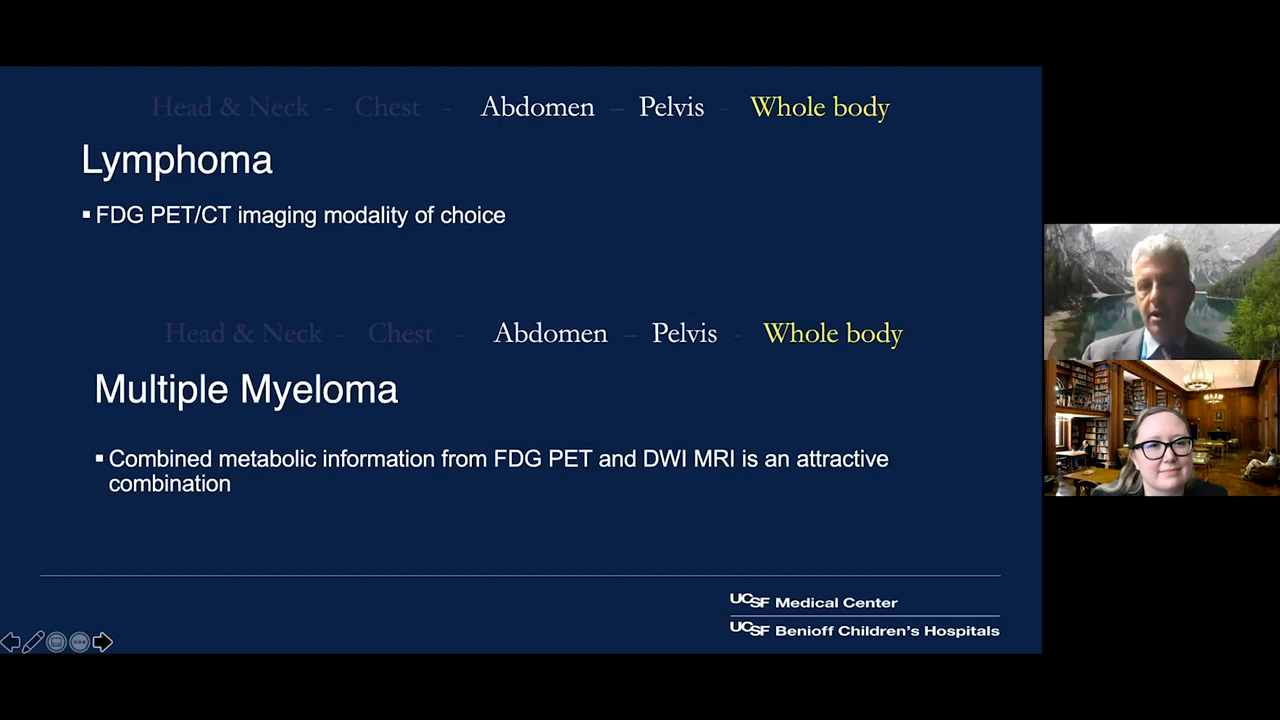 Head & Neck - Chest - Abdomen – Pelvis - Whole body
Lymphoma
▪ FDG PET/CT imaging modality of choice
Head & Neck - Chest - Abdomen – Pelvis - Whole body
Multiple Myeloma
▪ Combined metabolic information from FDG PET and DWI MRI is an attractive
combination
UCSF Medical Center
UCSF Benioff Children's Hospitals